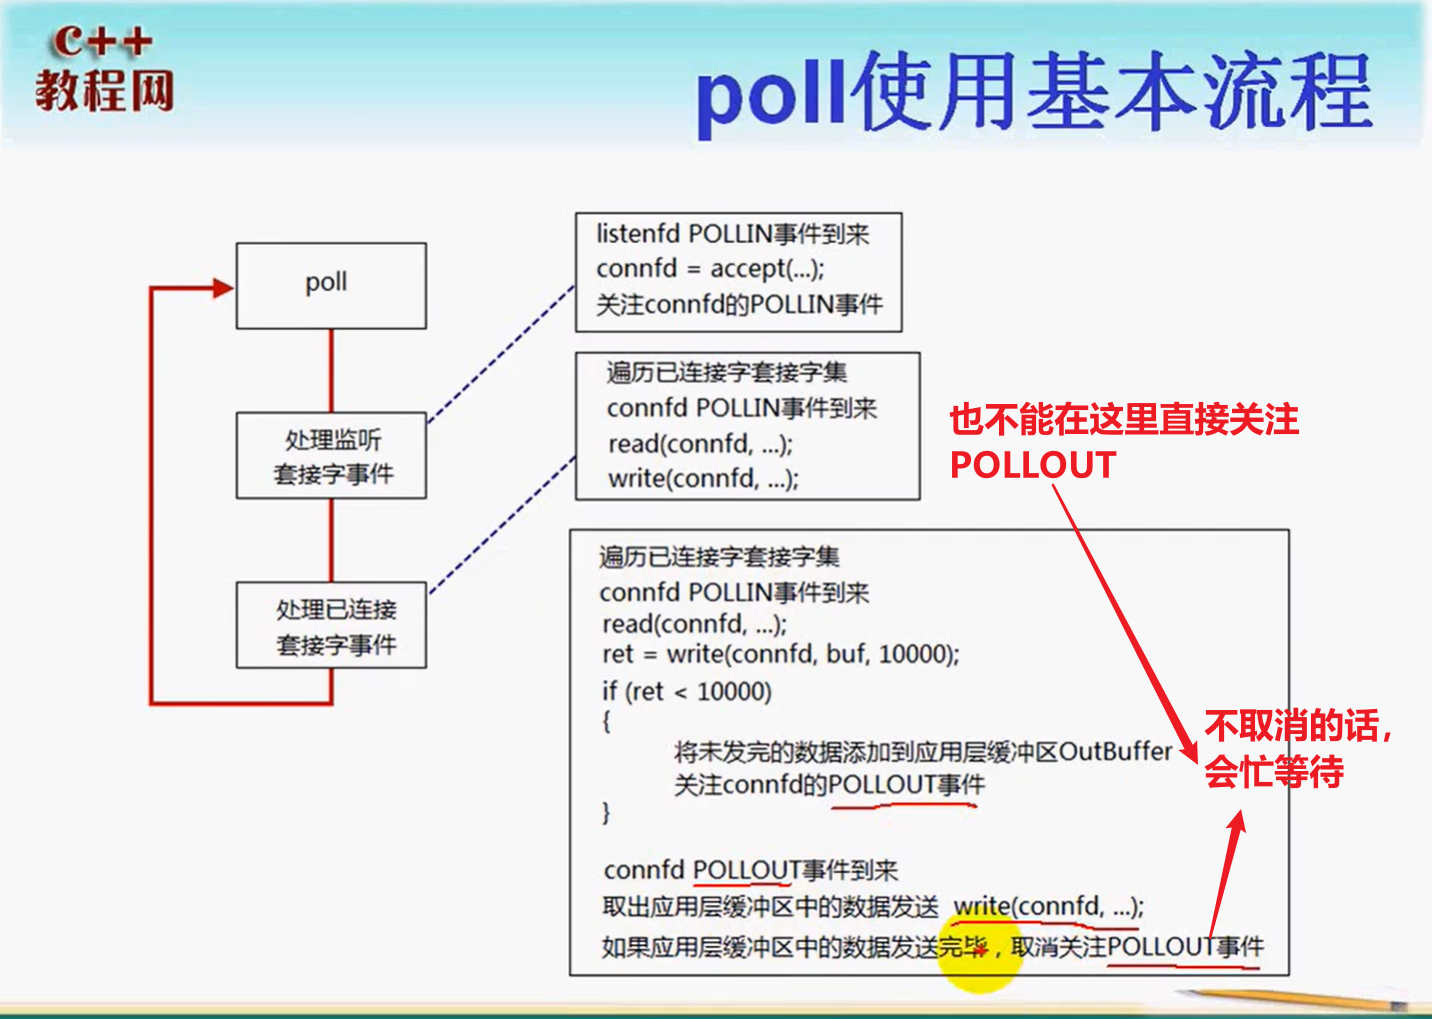 c++
教程网
poll使用基本流程
poll
处理监听
套接字事件
处理已连接
套接字事件
listenfd POLLIN事件到来
connfd = accept(...);
关注connfd的POLLIN事件
遍历已连接字套接字集
connfd POLLIN事件到来
read(connfd, ...);
write(connfd, ...);
也不能在这里直接关注
POLLOUT
遍历已连接字套接字集
connfd POLLIN事件到来
read(connfd, ...);
ret = write(connfd, buf, 10000);
if (ret < 10000)
{
将未发完的数据添加到应用层缓冲区OutBuffer
关注connfd的POLLOUT事件
}
connfd POLLOUT事件到来
取出应用层缓冲区中的数据发送 write(connfd, ...);
如果应用层缓冲区中的数据发送完毕，取消关注POLLOUT事件
不取消的话，
会忙等待